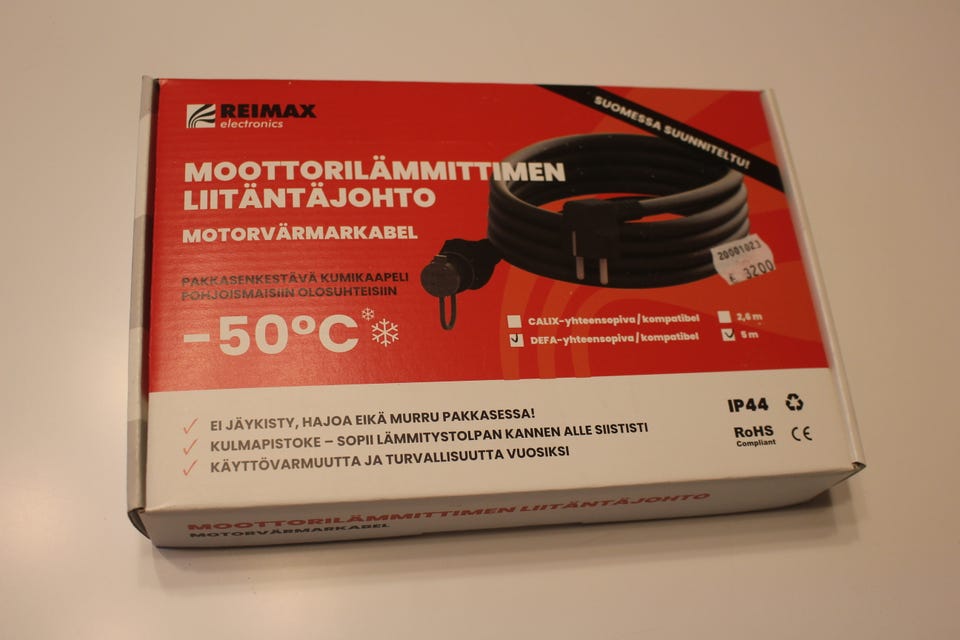 REIMAX
electronics
SUOMESSA SUUNNITELTU!
MOOTTORILÄMMITTIMEN
LIITÄNTÄJOHTO
MOTORVÄRMARKABEL
PAKKASENKESTÄVÄ KUMIKAAPELI
POHJOISMAISIIN OLOSUHTEISIIN
-50°C
20001023
€ 3200
CALIX-yhteensopiva/kompatibel 2,6 m
DEFA-yhteensopiva/kompatibel 5 m
EI JÄYKISTY, HAJOA EIKÄ MURRU PAKKASESSA!
KULMAPISTOKE – SOPII LÄMMITYSTOLPAN KANNEN ALLE SIISTISTI
KÄYTTÖVARMUUTTA JA TURVALLISUUTTA VUOSIKSI
IP44
RoHS
Compliant
CE
MOOTTORILÄMMITTIMEN LIITÄNTÄJOHTO
MOTORVÄRMARKABEL